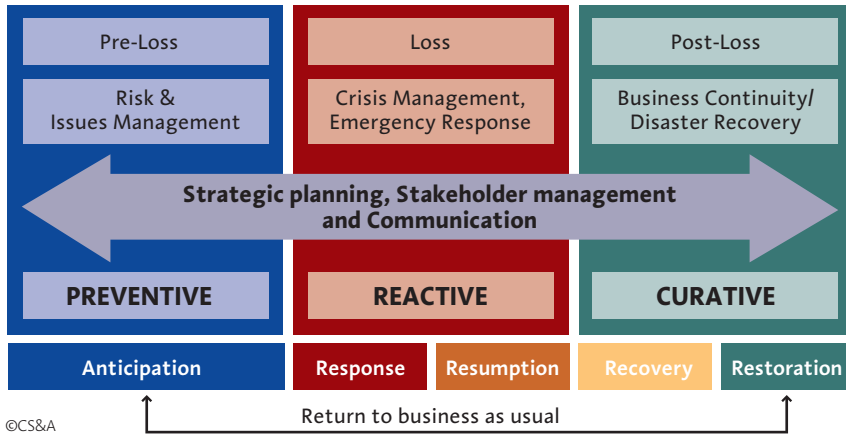 Pre-Loss
Loss
Post-Loss
Risk &
Issues Management
Crisis Management,
Emergency Response
Business Continuity/
Disaster Recovery
Strategic planning, Stakeholder management
and Communication
PREVENTIVE
REACTIVE
CURATIVE
Anticipation
Response
Resumption
Recovery
Restoration
Return to business as usual
©CS&A